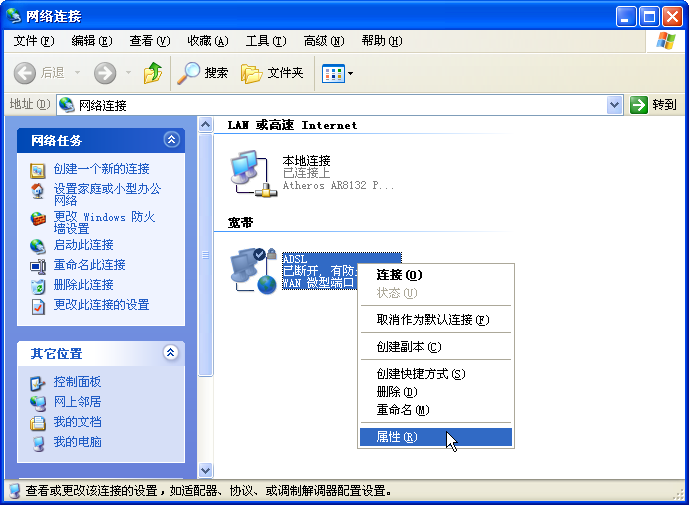 网络连接
文件(F) 编辑(E) 查看(V) 收藏(A) 工具(T) 高级(N) 帮助(H)
后退 搜索 文件夹
地址(D) 网络连接 转到
网络任务
创建一个新的连接
设置家庭或小型办公
网络
更改 Windows 防火
墙设置
启动此连接
重命名此连接
删除此连接
更改此连接的设置
其它位置
控制面板
网上邻居
我的文档
我的电脑
LAN 或高速 Internet
本地连接
已连接上
Atheros AR8132 P...
宽带
ADSL
已断开，有防
WAN 微型端口
连接(O)
状态(U)
取消作为默认连接(F)
创建副本(C)
创建快捷方式(S)
删除(D)
重命名(M)
属性(R)
查看或更改该连接的设置，如适配器、协议、或调制解调器配置设置。